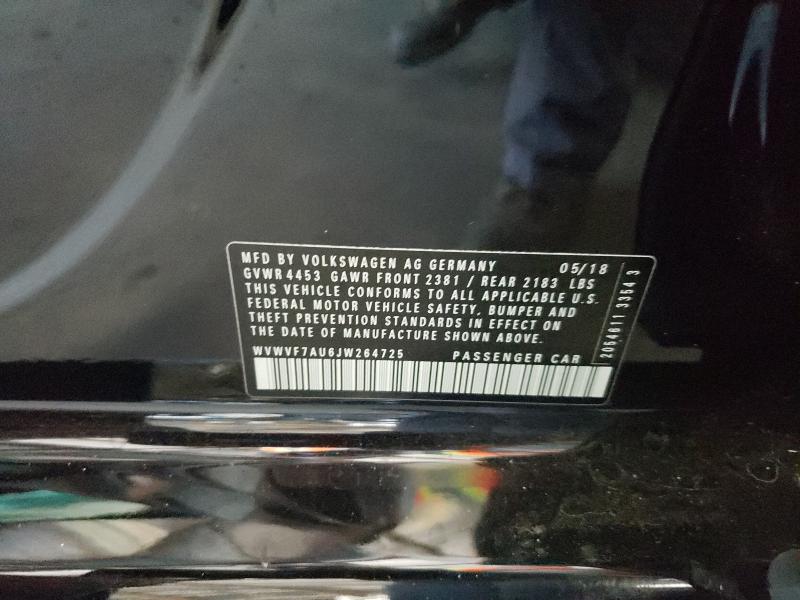 MFD BY VOLKSWAGEN AG GERMANY 05/18
GVWR 4453 GAWR FRONT 2381 / REAR 2183 LBS
THIS VEHICLE CONFORMS TO ALL APPLICABLE U.S.
FEDERAL MOTOR VEHICLE SAFETY, BUMPER AND
THEFT PREVENTION STANDARDS IN EFFECT ON
THE DATE OF MANUFACTURE SHOWN ABOVE.
WVWVF7AU6JW264725 PASSENGER CAR
2054611 3354 3